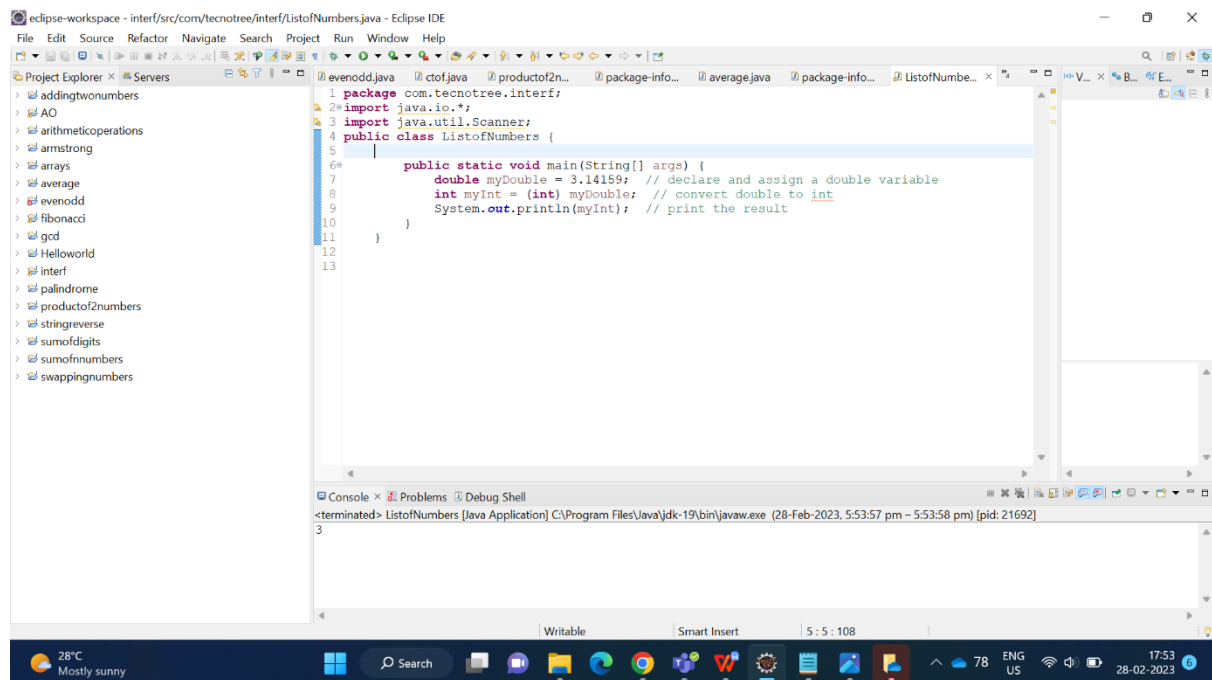 eclipse-workspace - interf/src/com/tecnotree/interf/ListofNumbers.java - Eclipse IDE
File Edit Source Refactor Navigate Search Project Run Window Help
Project Explorer × Servers
addingtwonumbers
AO
arithmeticoperations
armstrong
arrays
average
evenodd
fibonacci
gcd
Helloworld
interf
palindrome
productof2numbers
stringreverse
sumofdigits
sumofnnumbers
swappingnumbers
evenodd.java ctof.java productof2n... package-info... average.java package-info... ListofNumbe... × "4
1 package com.tecnotree.interf;
2 import java.io.*;
3 import java.util.Scanner;
4 public class ListofNumbers {
5
6 public static void main(String[] args) {
7 double myDouble = 3.14159; // declare and assign a double variable
8 int myInt = (int) myDouble; // convert double to int
9 System.out.println(myInt); // print the result
10 }
11 }
12
13
(x)= V... × B... E...
Console × Problems Debug Shell
<terminated> ListofNumbers [Java Application] C:\Program Files\Java\jdk-19\bin\javaw.exe (28-Feb-2023, 5:53:57 pm – 5:53:58 pm) [pid: 21692]
3
Writable Smart Insert 5 : 5 : 108
28°C
Mostly sunny
Search
78
ENG
US
17:53
28-02-2023
6